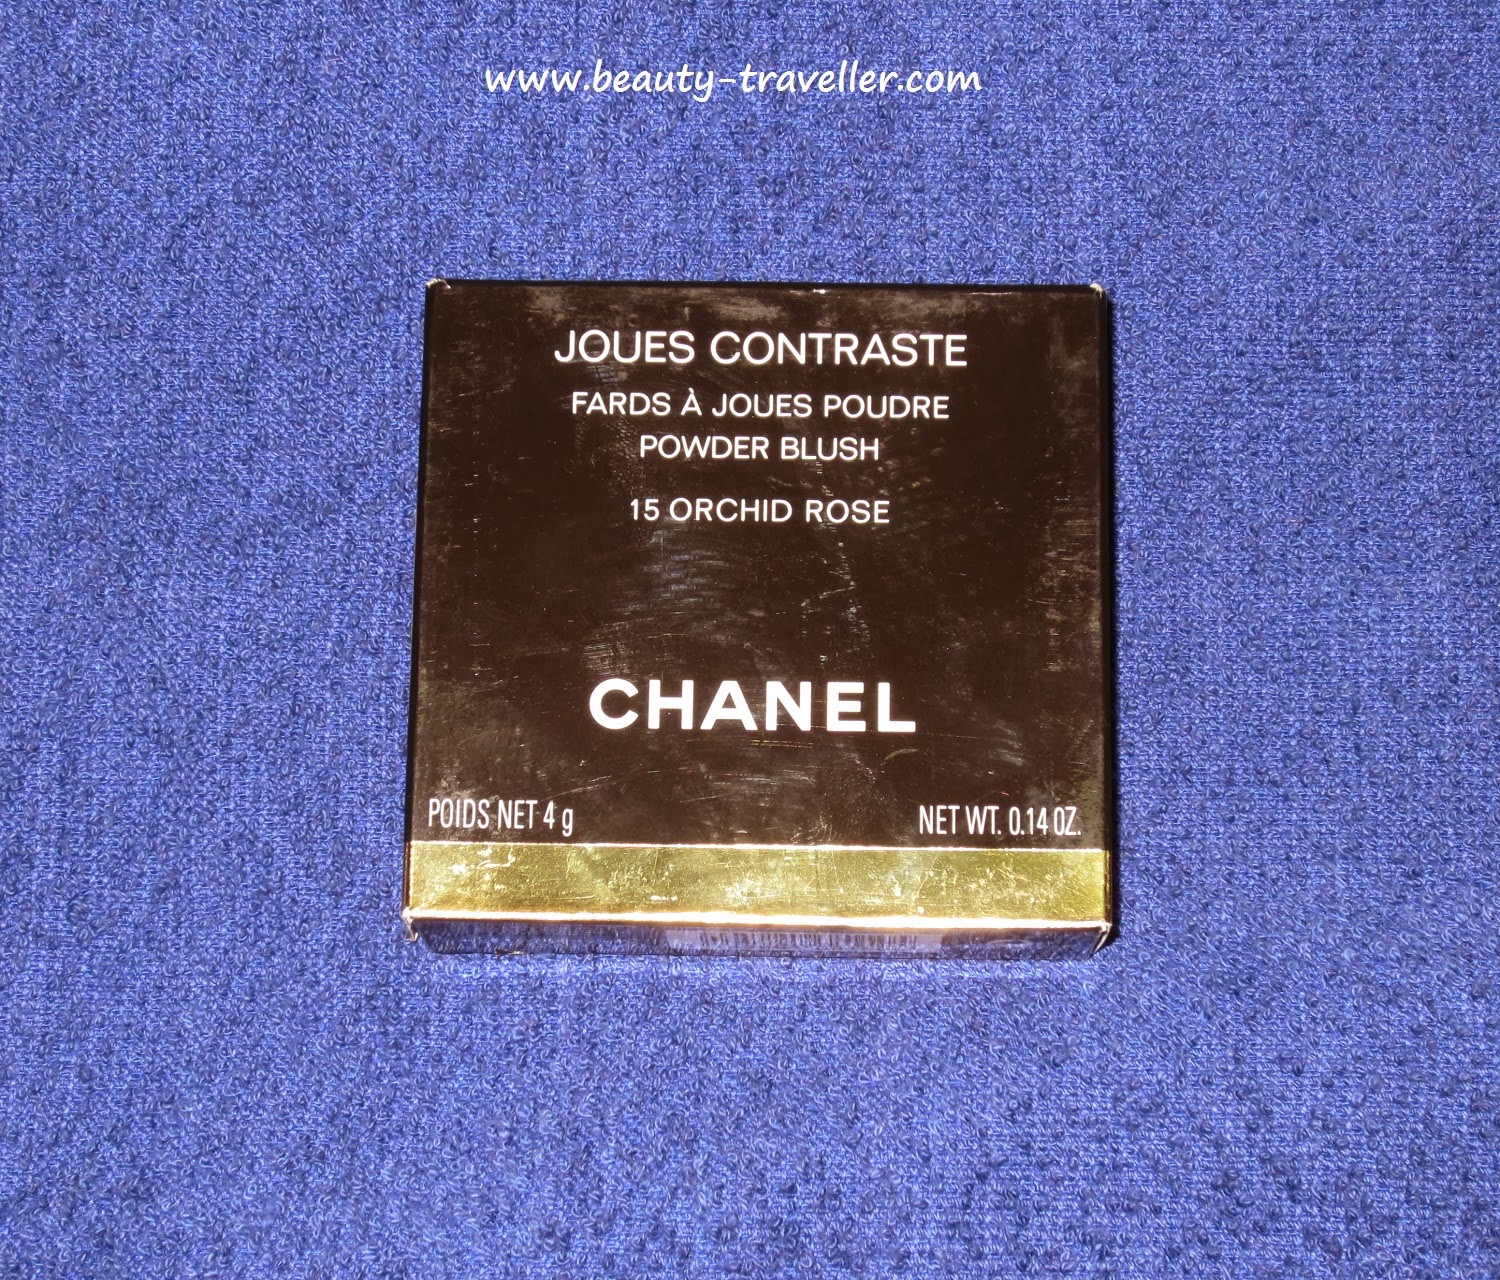 www.beauty-traveller.com
JOUES CONTRASTE
FARDS À JOUES POUDRE
POWDER BLUSH
15 ORCHID ROSE
CHANEL
POIDS NET 4 g NET WT. 0.14 OZ.